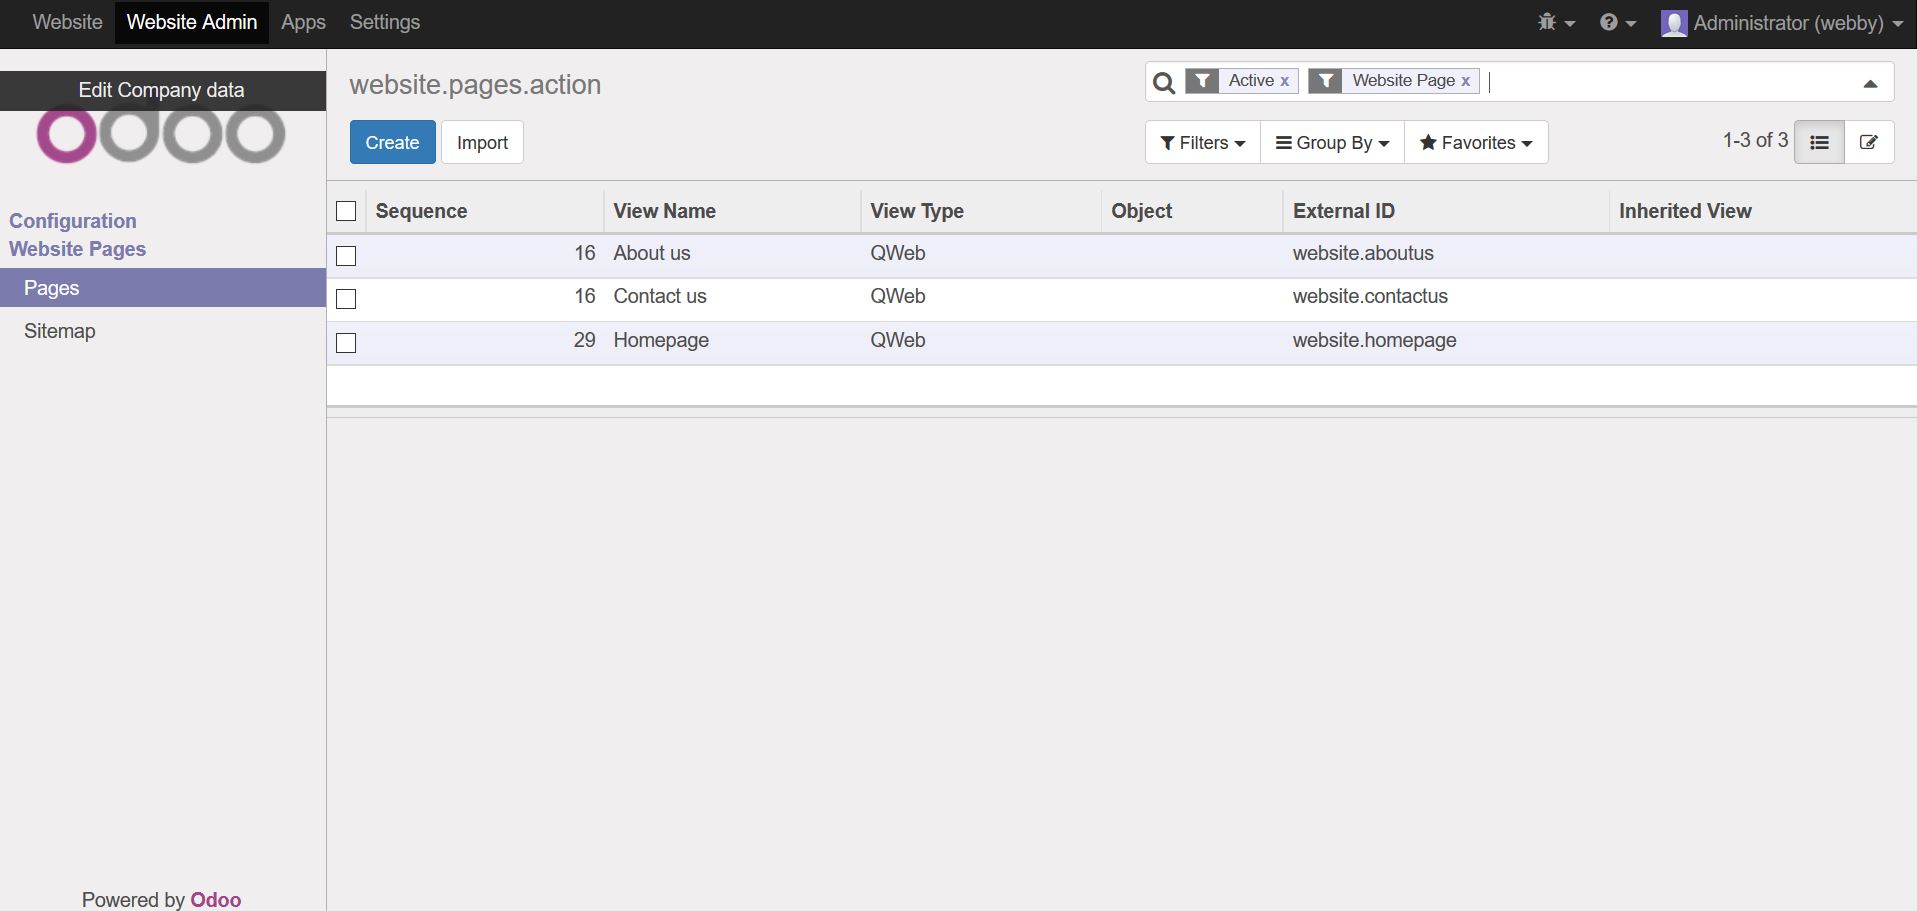 Website Website Admin Apps Settings Administrator (webby)
Edit Company data
odoo
website.pages.action
Active x Website Page x
Create Import
Filters Group By Favorites 1-3 of 3
Configuration
Website Pages
Pages
Sitemap
Sequence View Name View Type Object External ID Inherited View
16 About us QWeb website.aboutus
16 Contact us QWeb website.contactus
29 Homepage QWeb website.homepage
Powered by Odoo